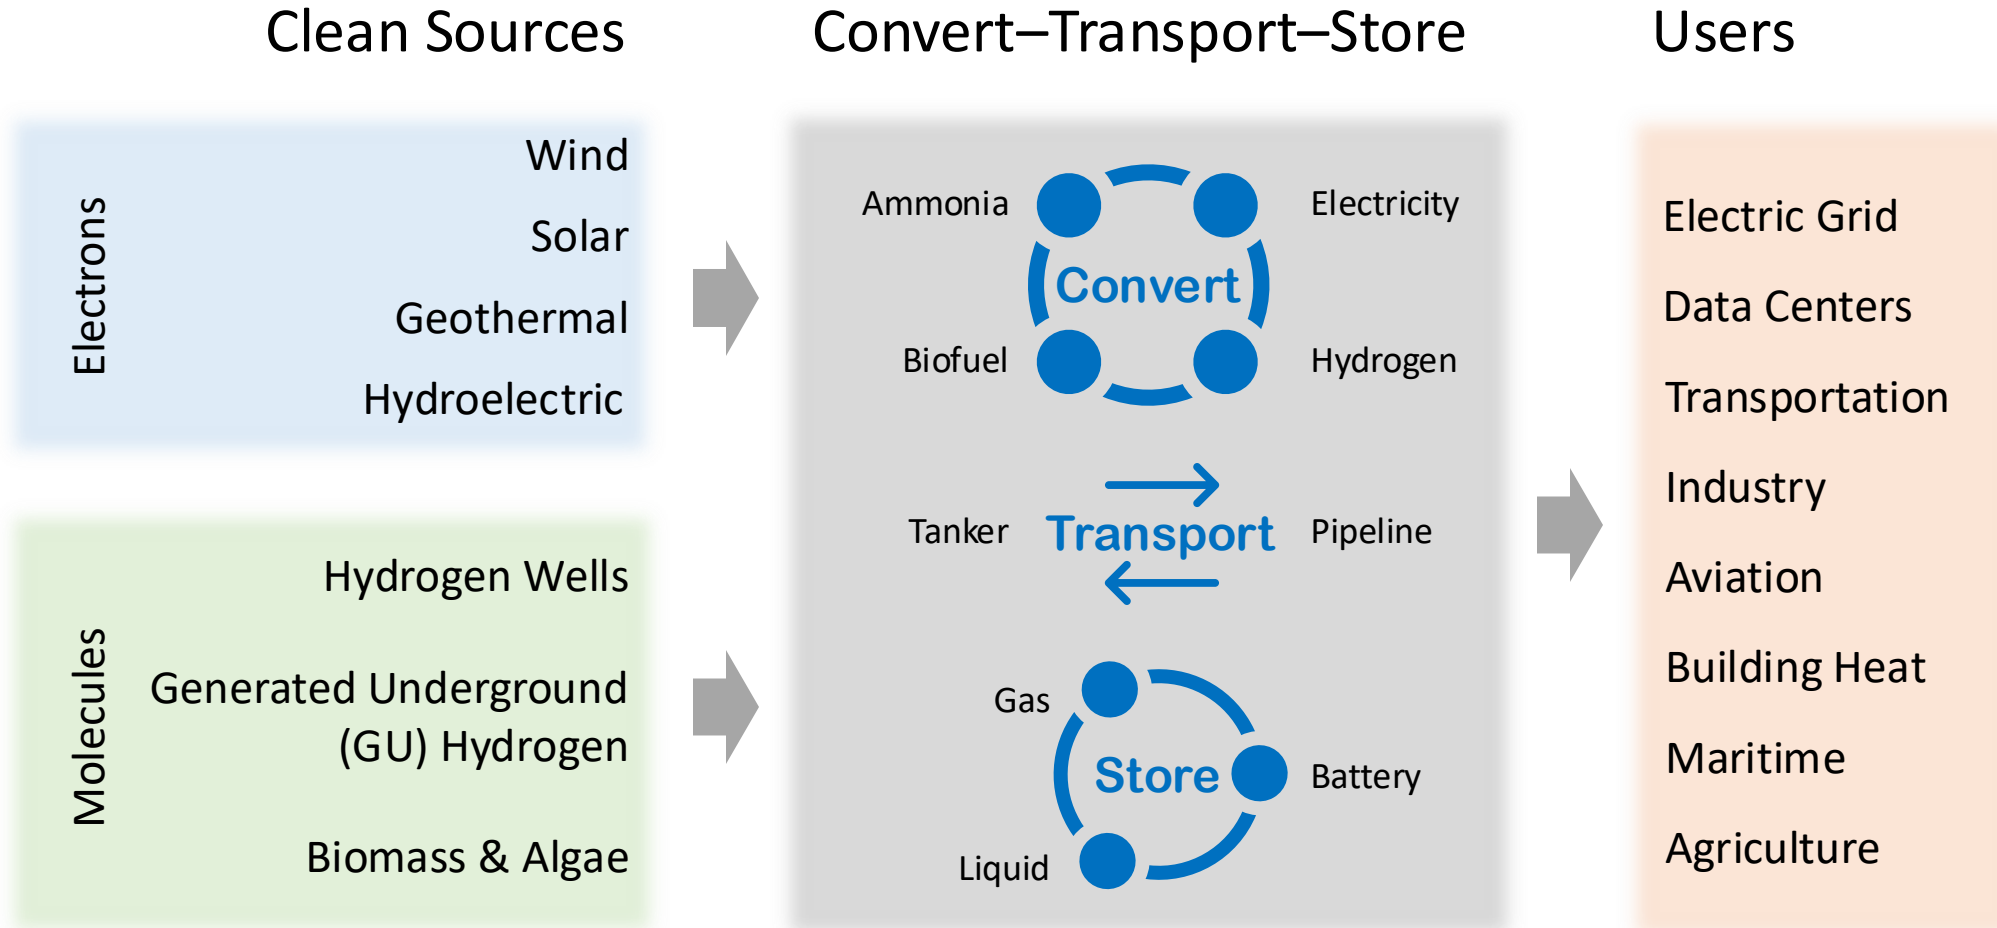 Clean Sources
Convert–Transport–Store
Users
Electrons
Wind
Solar
Geothermal
Hydroelectric
Molecules
Hydrogen Wells
Generated Underground
(GU) Hydrogen
Biomass & Algae
Ammonia
Electricity
Convert
Biofuel
Hydrogen
Tanker
Transport
Pipeline
Gas
Store
Battery
Liquid
Electric Grid
Data Centers
Transportation
Industry
Aviation
Building Heat
Maritime
Agriculture